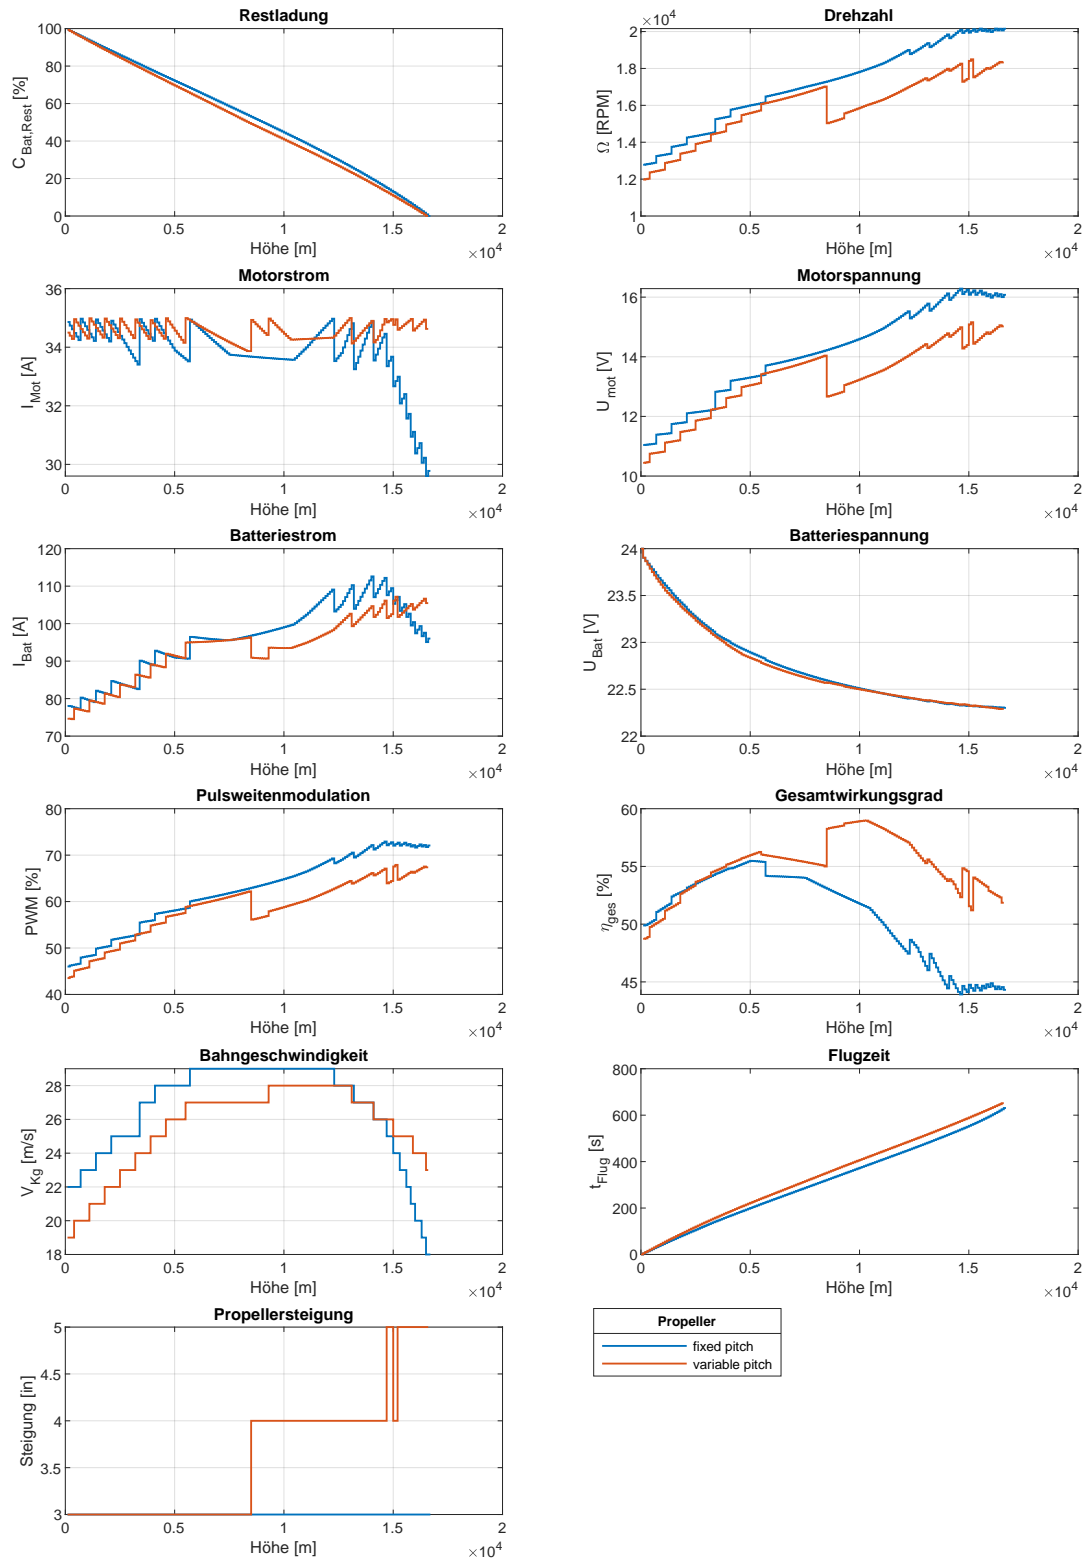 Restladung
C_Bat,Rest [%]
100
80
60
40
20
0
0 0.5 1 1.5 2
Höhe [m]
×10^4
Drehzahl
×10^4
Ω [RPM]
2
1.8
1.6
1.4
1.2
1
0 0.5 1 1.5 2
Höhe [m]
×10^4
Motorstrom
I_Mot [A]
36
34
32
30
0 0.5 1 1.5 2
Höhe [m]
×10^4
Motorspannung
U_mot [V]
16
14
12
10
0 0.5 1 1.5 2
Höhe [m]
×10^4
Batteriestrom
I_Bat [A]
120
110
100
90
80
70
0 0.5 1 1.5 2
Höhe [m]
×10^4
Batteriespannung
U_Bat [V]
24
23.5
23
22.5
22
0 0.5 1 1.5 2
Höhe [m]
×10^4
Pulsweitenmodulation
PWM [%]
80
70
60
50
40
0 0.5 1 1.5 2
Höhe [m]
×10^4
Gesamtwirkungsgrad
η_ges [%]
60
55
50
45
0 0.5 1 1.5 2
Höhe [m]
×10^4
Bahngeschwindigkeit
V_Kg [m/s]
28
26
24
22
20
18
0 0.5 1 1.5 2
Höhe [m]
×10^4
Flugzeit
t_Flug [s]
800
600
400
200
0
0 0.5 1 1.5 2
Höhe [m]
×10^4
Propellersteigung
Steigung [in]
5
4.5
4
3.5
3
0 0.5 1 1.5 2
Höhe [m]
×10^4
Propeller
fixed pitch
variable pitch